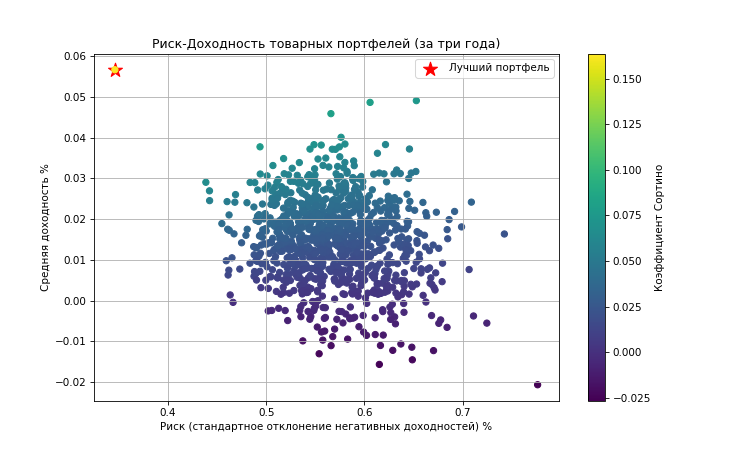 Риск-Доходность товарных портфелей (за три года)
Лучший портфель
Средняя доходность %
0.06
0.05
0.04
0.03
0.02
0.01
0.00
−0.01
−0.02
0.4 0.5 0.6 0.7
Риск (стандартное отклонение негативных доходностей) %
0.150
0.125
0.100
0.075
0.050
0.025
0.000
−0.025
Коэффициент Сортино